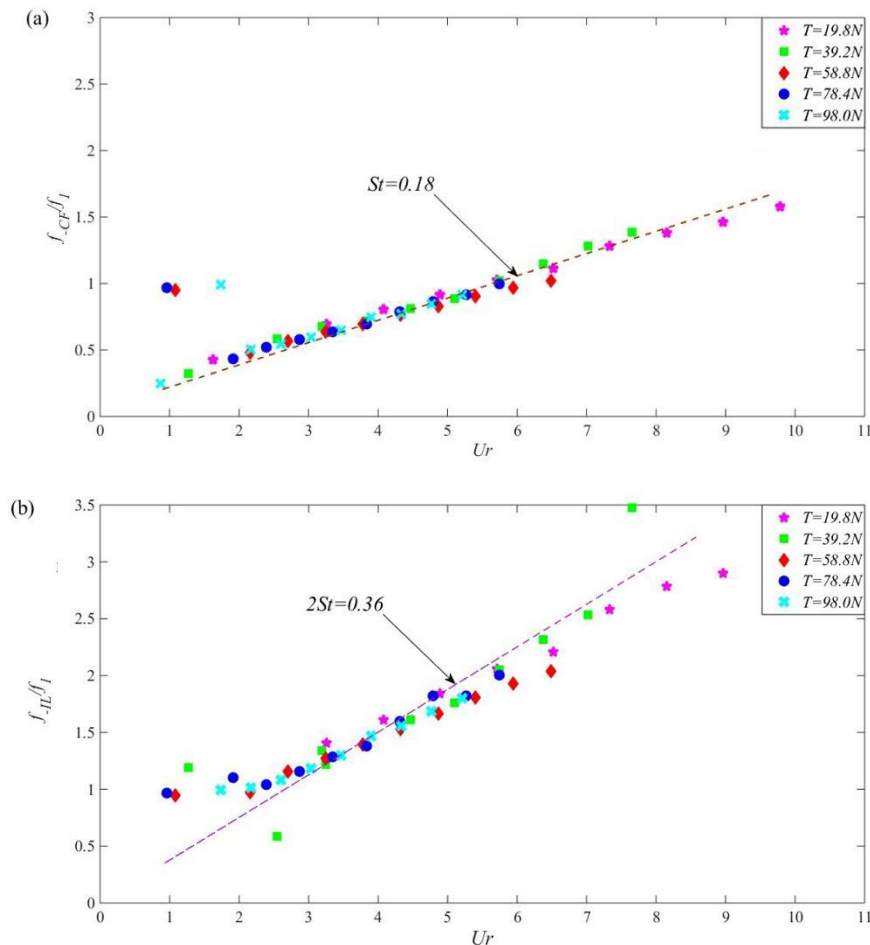 (a)
3
2.5
2
1.5
1
0.5
0
f_-CF/f_1
T=19.8N
T=39.2N
T=58.8N
T=78.4N
T=98.0N
St=0.18
0 1 2 3 4 5 6 7 8 9 10 11
Ur
(b)
3.5
3
2.5
2
1.5
1
0.5
0
f_-IL/f_1
T=19.8N
T=39.2N
T=58.8N
T=78.4N
T=98.0N
2St=0.36
0 1 2 3 4 5 6 7 8 9 10 11
Ur